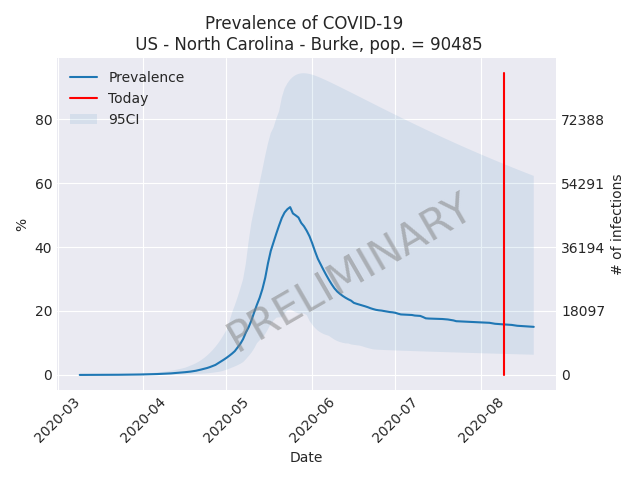 Prevalence of COVID-19
US - North Carolina - Burke, pop. = 90485
Prevalence
Today
95CI
80
60
40
20
0
%
72388
54291
36194
18097
0
# of infections
PRELIMINARY
2020-03
2020-04
2020-05
2020-06
2020-07
2020-08
Date